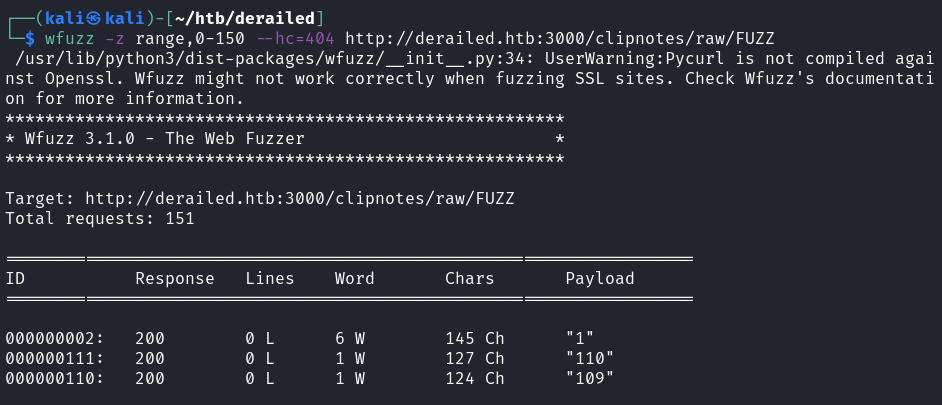 ┌──(kali㉿kali)-[~/htb/derailed]
└─$ wfuzz -z range,0-150 --hc=404 http://derailed.htb:3000/clipnotes/raw/FUZZ
 /usr/lib/python3/dist-packages/wfuzz/__init__.py:34: UserWarning:Pycurl is not compiled agai
nst Openssl. Wfuzz might not work correctly when fuzzing SSL sites. Check Wfuzz's documentati
on for more information.
********************************************************
* Wfuzz 3.1.0 - The Web Fuzzer                         *
********************************************************
Target: http://derailed.htb:3000/clipnotes/raw/FUZZ
Total requests: 151
=====================================================================
ID           Response   Lines    Word       Chars       Payload
=====================================================================
000000002:   200        0 L      6 W        145 Ch      "1"
000000111:   200        0 L      1 W        127 Ch      "110"
000000110:   200        0 L      1 W        124 Ch      "109"